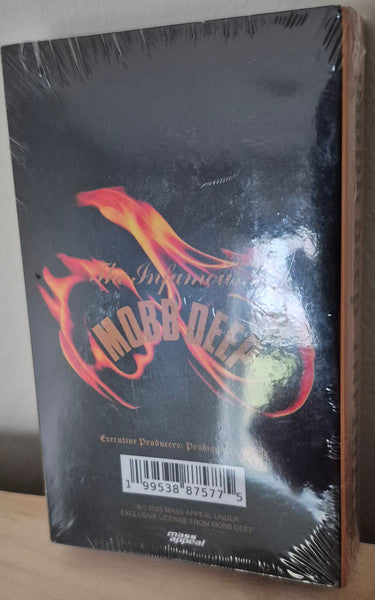 The Infamous
MOBB DEEP
Executive Producers: Prodigy
1 99538 87577 5
℗& © 2025 MASS APPEAL UNDER
EXCLUSIVE LICENSE FROM MOBB DEEP
mass
appeal